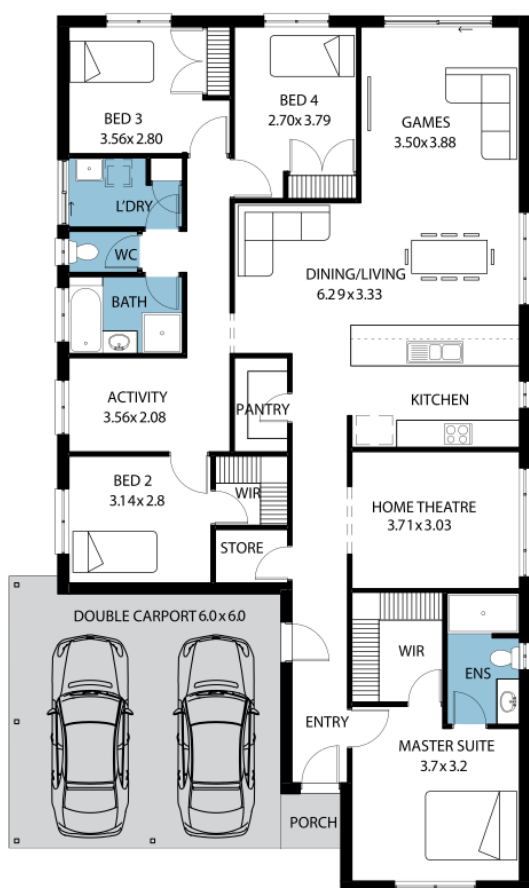 BED 3
3.56 x 2.80
BED 4
2.70 x 3.79
GAMES
3.50 x 3.88
L'DRY
WC
BATH
DINING/LIVING
6.29 x 3.33
ACTIVITY
3.56 x 2.08
PANTRY
KITCHEN
BED 2
3.14 x 2.8
WIR
STORE
HOME THEATRE
3.71 x 3.03
DOUBLE CARPORT 6.0 x 6.0
WIR
ENS
ENTRY
MASTER SUITE
3.7 x 3.2
PORCH